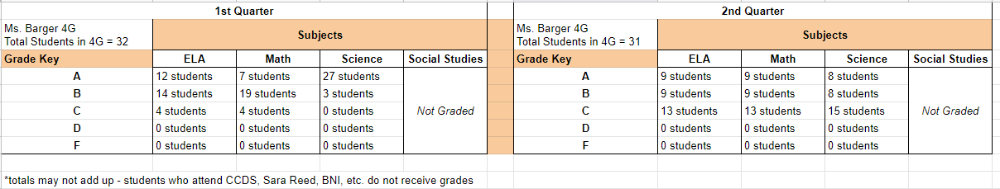 1st Quarter 2nd Quarter
Ms. Barger 4G Ms. Barger 4G
Total Students in 4G = 32 Subjects Total Students in 4G = 31 Subjects
Grade Key ELA Math Science Social Studies Grade Key ELA Math Science Social Studies
A 12 students 7 students 27 students A 9 students 9 students 8 students
B 14 students 19 students 3 students B 9 students 9 students 8 students
C 4 students 4 students 0 students Not Graded C 13 students 13 students 15 students Not Graded
D 0 students 0 students 0 students D 0 students 0 students 0 students
F 0 students 0 students 0 students F 0 students 0 students 0 students
*totals may not add up - students who attend CCDS, Sara Reed, BNI, etc. do not receive grades